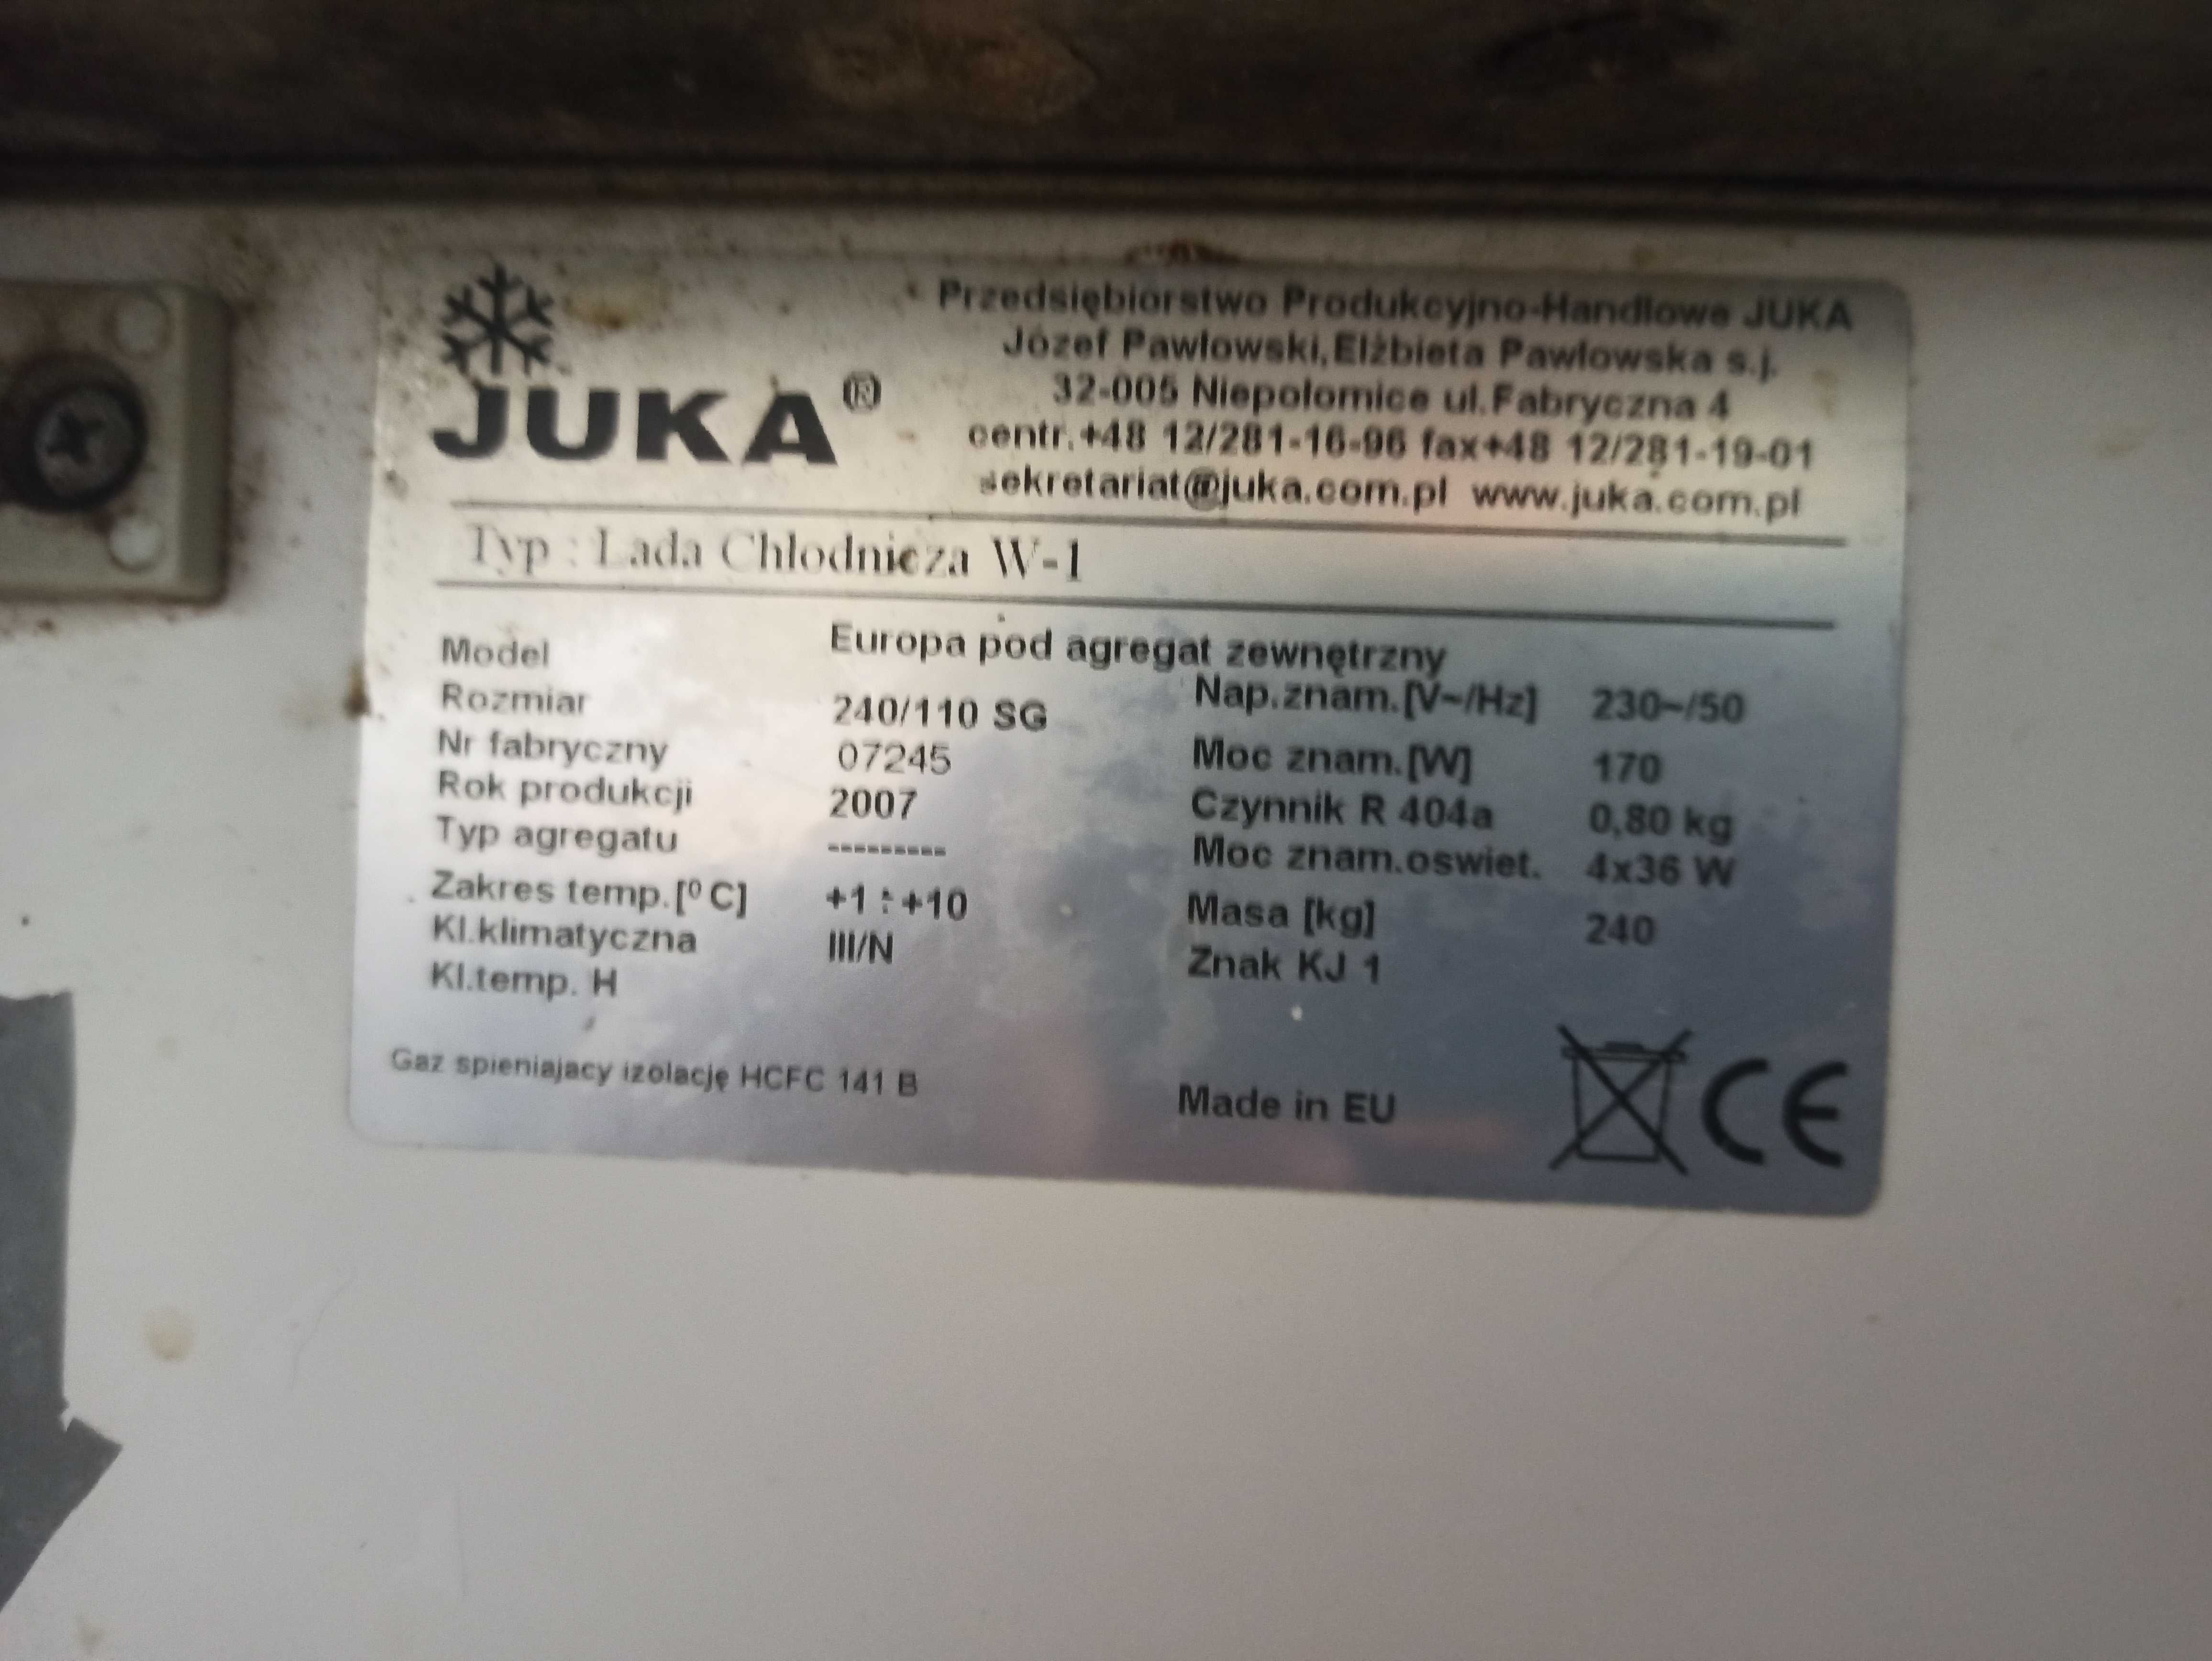 JUKA®
Przedsiębiorstwo Produkcyjno-Handlowe JUKA
Józef Pawłowski,Elżbieta Pawłowska s.j.
32-005 Niepołomice ul.Fabryczna 4
centr.+48 12/281-16-96 fax+48 12/281-19-01
sekretariat@juka.com.pl www.juka.com.pl
Typ : Lada Chłodnicza W-1
Model Europa pod agregat zewnętrzny
Rozmiar 240/110 SG
Nr fabryczny 07245
Rok produkcji 2007
Typ agregatu ---------
Zakres temp.[⁰C] +1 ÷ +10
Kl.klimatyczna III/N
Kl.temp. H
Nap.znam.[V~/Hz] 230~/50
Moc znam.[W] 170
Czynnik R 404a 0,80 kg
Moc znam.oswiet. 4x36 W
Masa [kg] 240
Znak KJ 1
Gaz spieniajacy izolację HCFC 141 B
Made in EU
CE